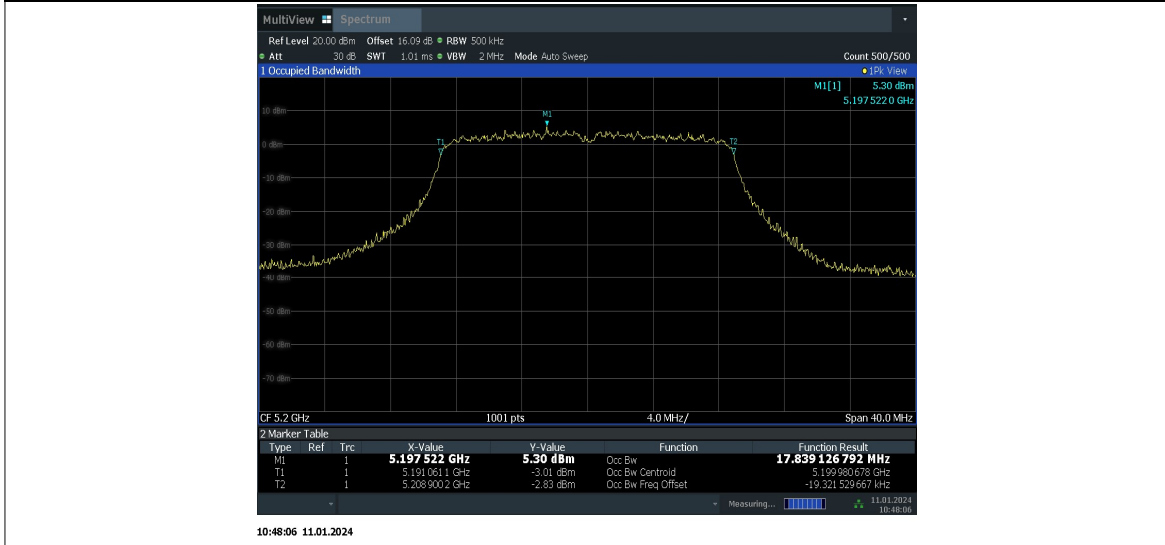 MultiView Spectrum
Ref Level 20.00 dBm Offset 16.09 dB RBW 500 kHz
Att 30 dB SWT 1.01 ms VBW 2 MHz Mode Auto Sweep Count 500/500
1 Occupied Bandwidth 1Pk View
M1[1] 5.30 dBm
5.197 522 0 GHz
10 dBm
M1
T1
T2
0 dBm
-10 dBm
-20 dBm
-30 dBm
-40 dBm
-50 dBm
-60 dBm
-70 dBm
CF 5.2 GHz 1001 pts 4.0 MHz/ Span 40.0 MHz
2 Marker Table
Type Ref Trc X-Value Y-Value Function Function Result
M1 1 5.197 522 GHz 5.30 dBm Occ Bw 17.839 126 792 MHz
T1 1 5.191 061 1 GHz -3.01 dBm Occ Bw Centroid 5.199 980 678 GHz
T2 1 5.208 900 2 GHz -2.83 dBm Occ Bw Freq Offset -19.321 529 667 kHz
Measuring... 11.01.2024
10:48:06
10:48:06 11.01.2024